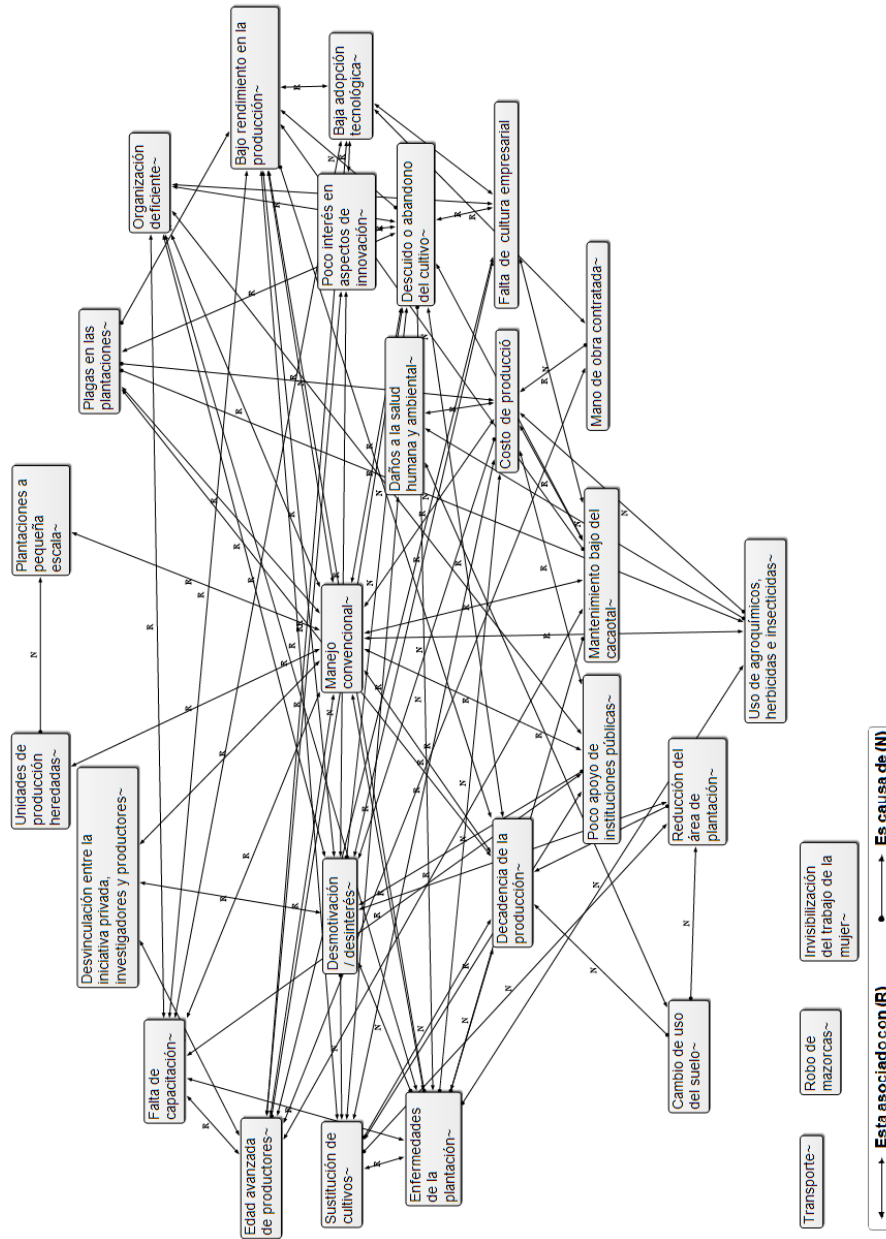 Unidades de
producción
heredadas~
N
Plantaciones a
pequeña
escala~
Desvinculación entre la
iniciativa privada,
investigadores y productores~
Plagas en las
plantaciones~
Falta de
capacitación~
Organización
deficiente~
Edad avanzada
de productores~
Bajo rendimiento en la
producción~
Desmotivación
/ desinterés~
Manejo
convencional~
Poco interés en
aspectos de
innovación~
Sustitución de
cultivos~
Baja adopción
tecnológica~
Enfermedades
de la
plantación~
Daños a la salud
humana y ambiental~
Descuido o abandono
del cultivo~
Decadencia de la
producción~
Costo de producció
Falta de cultura empresarial
Poco apoyo de
instituciones públicas~
Mantenimiento bajo del
cacaotal~
Mano de obra contratada~
Cambio de uso
del suelo~
N
Reducción del
área de
plantación~
Uso de agroquímicos,
herbicidas e insecticidas~
Transporte~
Robo de
mazorcas~
Invisibilización
del trabajo de la
mujer~
Esta asociado con (R)
Es causa de (N)